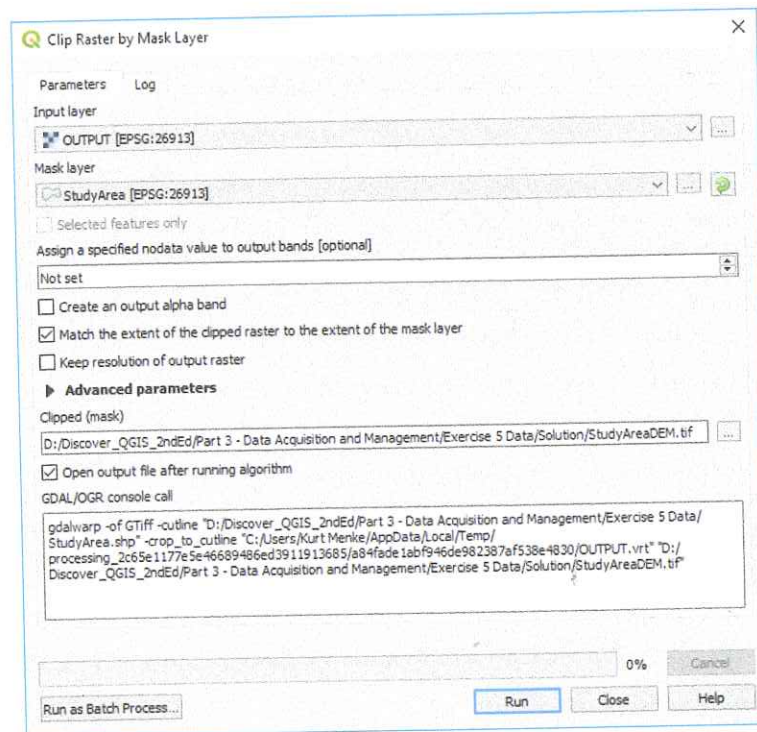 Clip Raster by Mask Layer
Parameters Log
Input layer
OUTPUT [EPSG:26913]
...
Mask layer
StudyArea [EPSG:26913]
...
Selected features only
Assign a specified nodata value to output bands [optional]
Not set
Create an output alpha band
Match the extent of the clipped raster to the extent of the mask layer
Keep resolution of output raster
Advanced parameters
Clipped (mask)
D:/Discover_QGIS_2ndEd/Part 3 - Data Acquisition and Management/Exercise 5 Data/Solution/StudyAreaDEM.tif
...
Open output file after running algorithm
GDAL/OGR console call
gdalwarp -of GTiff -cutline "D:/Discover_QGIS_2ndEd/Part 3 - Data Acquisition and Management/Exercise 5 Data/
StudyArea.shp" -crop_to_cutline "C:/Users/Kurt Menke/AppData/Local/Temp/
processing_2c65e1177e5e46689486ed3911913685/a84fade1abf946de982387af538e4830/OUTPUT.vrt" "D:/
Discover_QGIS_2ndEd/Part 3 - Data Acquisition and Management/Exercise 5 Data/Solution/StudyAreaDEM.tif"
0%
Cancel
Run as Batch Process...
Run
Close
Help